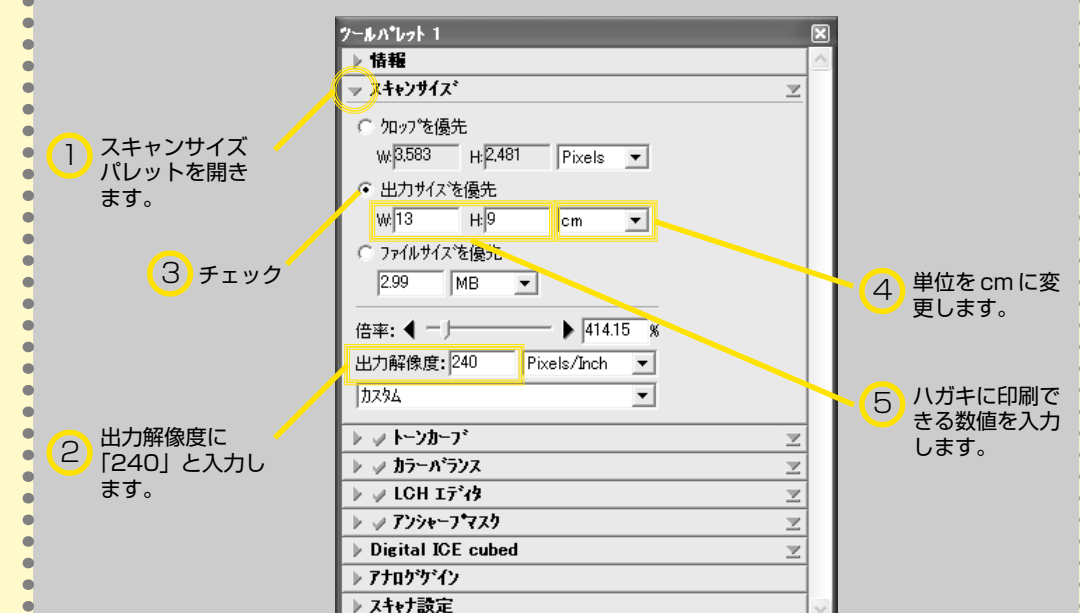 ツールパレット 1
情報
スキャンサイズ
クロップを優先
W: 3,583 H: 2,481 Pixels
出力サイズを優先
W: 13 H: 9 cm
ファイルサイズを優先
2.99 MB
倍率: 414.15 %
出力解像度: 240 Pixels/Inch
カスタム
トーンカーブ
カラーバランス
LCH エディタ
アンシャープマスク
Digital ICE cubed
アナログゲイン
スキャナ設定
1 スキャンサイズ
パレットを開き
ます。
2 出力解像度に
「240」と入力し
ます。
3 チェック
4 単位を cm に変
更します。
5 ハガキに印刷で
きる数値を入力
します。